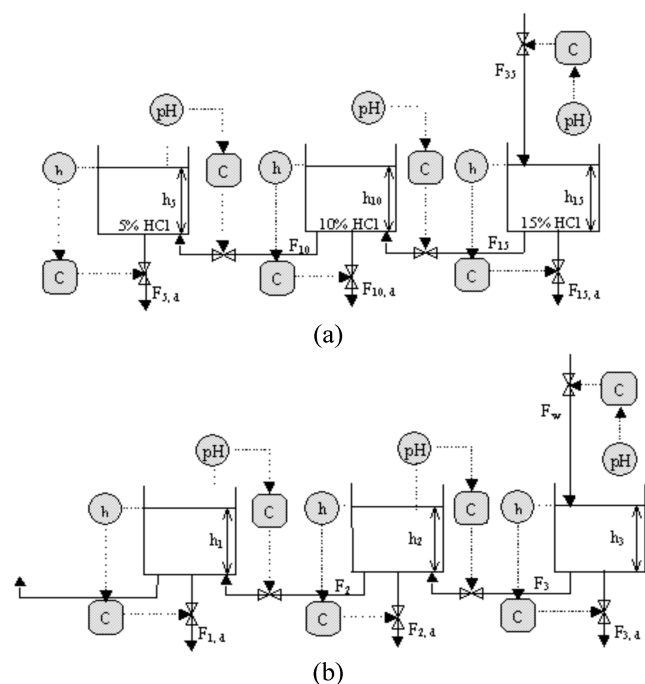 F35
C
pH
pH
pH
C
C
h
h
h
h5
h10
h15
5% HCl
10% HCl
15% HCl
F10
F15
C
C
C
F5, d
F10, d
F15, d
(a)
Fw
C
pH
pH
pH
C
C
h
h
h
h1
h2
h3
F2
F3
C
C
C
F1, d
F2, d
F3, d
(b)